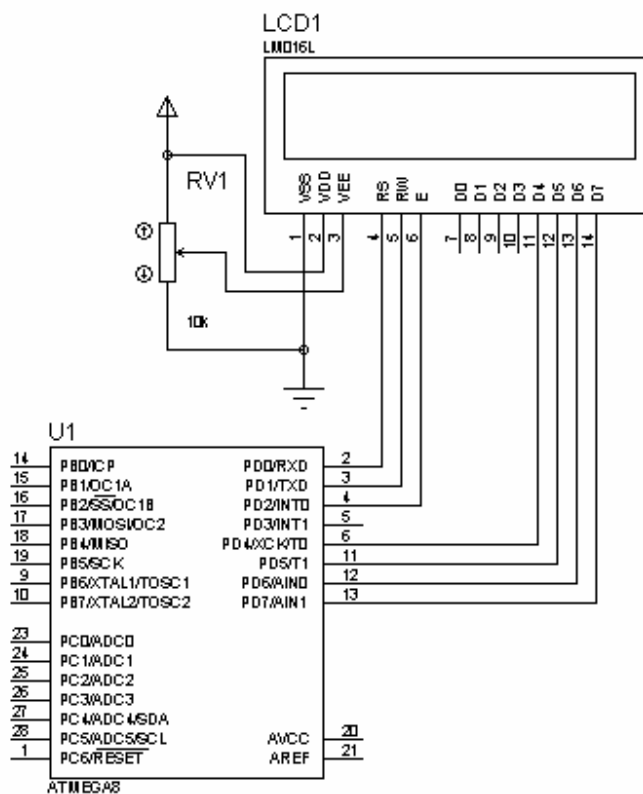 LCD1
LM016L
RV1
10k
VSS
VDD
VEE
RS
RW
E
D0
D1
D2
D3
D4
D5
D6
D7
1
2
3
4
5
6
7
8
9
10
11
12
13
14
U1
14 PB0/ICP PD0/RXD 2
15 PB1/OC1A PD1/TXD 3
16 PB2/SS/OC1B PD2/INT0 4
17 PB3/MOSI/OC2 PD3/INT1 5
18 PB4/MISO PD4/XCK/T0 6
19 PB5/SCK PD5/T1 11
9 PB6/XTAL1/TOSC1 PD6/AIN0 12
10 PB7/XTAL2/TOSC2 PD7/AIN1 13
23 PC0/ADC0
24 PC1/ADC1
25 PC2/ADC2
26 PC3/ADC3
27 PC4/ADC4/SDA
28 PC5/ADC5/SCL AVCC 20
1 PC6/RESET AREF 21
ATMEGA8